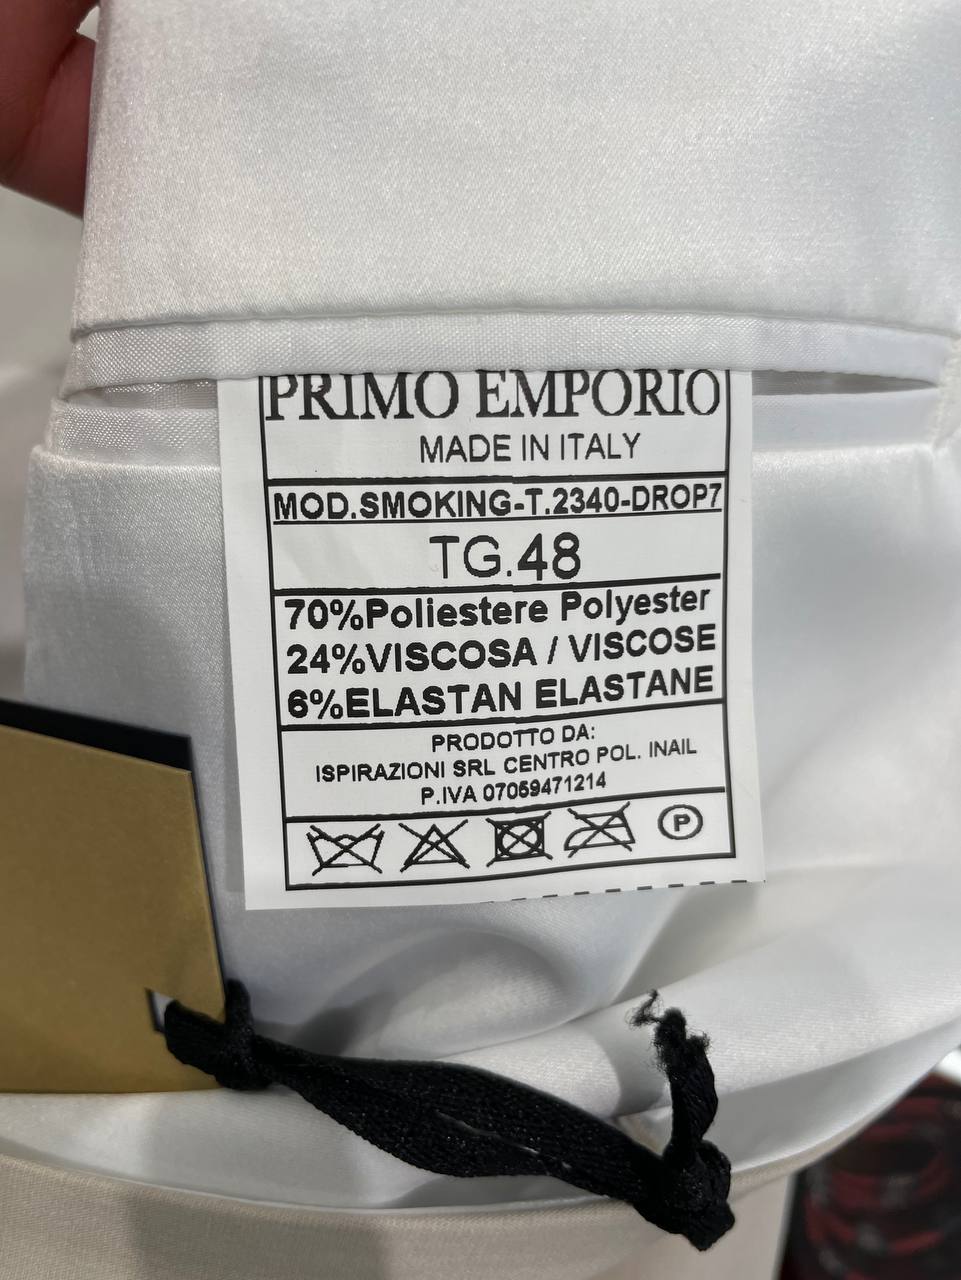 PRIMO EMPORIO
MADE IN ITALY
MOD.SMOKING-T.2340-DROP7
TG.48
70%Poliestere Polyester
24%VISCOSA / VISCOSE
6%ELASTAN ELASTANE
PRODOTTO DA:
ISPIRAZIONI SRL CENTRO POL. INAIL
P.IVA 07059471214
P